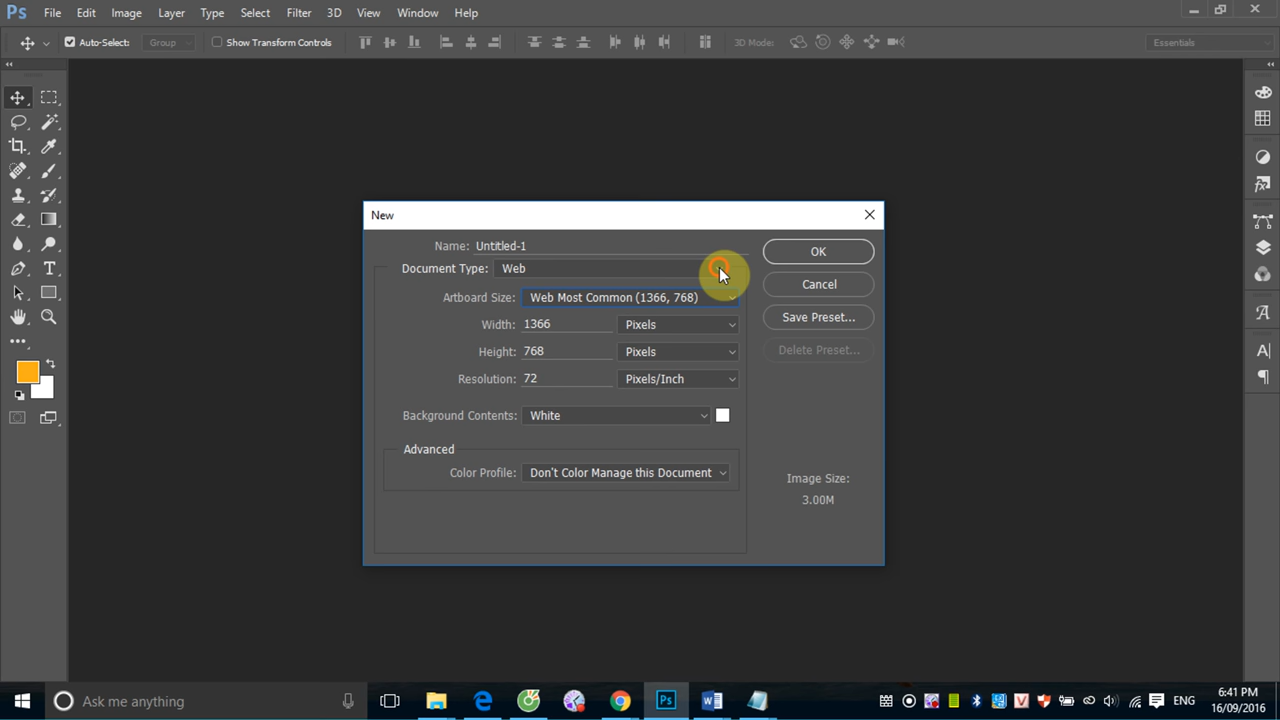 Ps File Edit Image Layer Type Select Filter 3D View Window Help
Auto-Select: Group Show Transform Controls 3D Mode: Essentials
New
Name: Untitled-1
OK
Document Type: Web
Cancel
Artboard Size: Web Most Common (1366, 768)
Save Preset...
Width: 1366 Pixels
Height: 768 Pixels
Delete Preset...
Resolution: 72 Pixels/Inch
Background Contents: White
Advanced
Color Profile: Don't Color Manage this Document
Image Size:
3.00M
Ask me anything
ENG
6:41 PM
16/09/2016